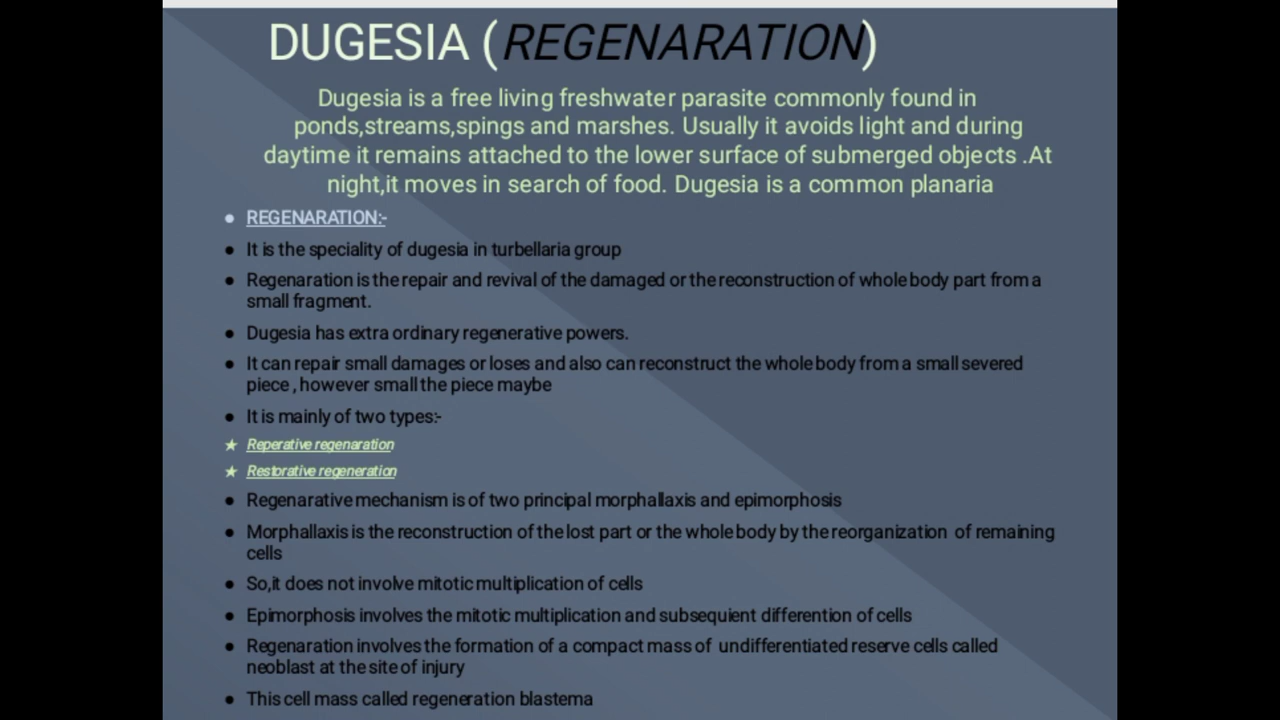 DUGESIA (REGENARATION)
Dugesia is a free living freshwater parasite commonly found in
ponds,streams,spings and marshes. Usually it avoids light and during
daytime it remains attached to the lower surface of submerged objects .At
night,it moves in search of food. Dugesia is a common planaria
● REGENARATION:-
● It is the speciality of dugesia in turbellaria group
● Regenaration is the repair and revival of the damaged or the reconstruction of whole body part from a
small fragment.
● Dugesia has extra ordinary regenerative powers.
● It can repair small damages or loses and also can reconstruct the whole body from a small severed
piece , however small the piece maybe
● It is mainly of two types:-
★ Reperative regenaration
★ Restorative regeneration
● Regenarative mechanism is of two principal morphallaxis and epimorphosis
● Morphallaxis is the reconstruction of the lost part or the whole body by the reorganization of remaining
cells
● So,it does not involve mitotic multiplication of cells
● Epimorphosis involves the mitotic multiplication and subsequient differention of cells
● Regenaration involves the formation of a compact mass of undifferentiated reserve cells called
neoblast at the site of injury
● This cell mass called regeneration blastema